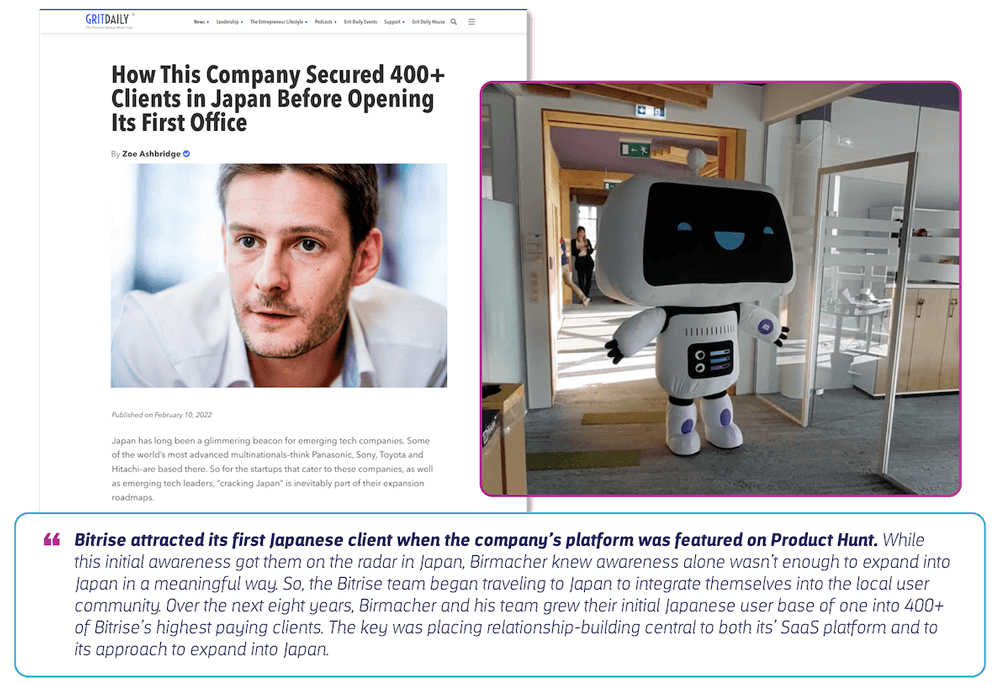 GRITDAILY
News Leadership The Entrepreneur Lifestyle Podcasts Grit Daily Events Support Grit Daily House
How This Company Secured 400+
Clients in Japan Before Opening
Its First Office
By Zoe Ashbridge
Published on February 10, 2022
Japan has long been a glimmering beacon for emerging tech companies. Some
of the world's most advanced multinationals-think Panasonic, Sony, Toyota and
Hitachi-are based there. So for the startups that cater to these companies, as well
as emerging tech leaders, "cracking Japan" is inevitably part of their expansion
roadmaps.
❝ Bitrise attracted its first Japanese client when the company's platform was featured on Product Hunt. While
this initial awareness got them on the radar in Japan, Birmacher knew awareness alone wasn't enough to expand into
Japan in a meaningful way. So, the Bitrise team began traveling to Japan to integrate themselves into the local user
community. Over the next eight years, Birmacher and his team grew their initial Japanese user base of one into 400+
of Bitrise's highest paying clients. The key was placing relationship-building central to both its' SaaS platform and to
its approach to expand into Japan.